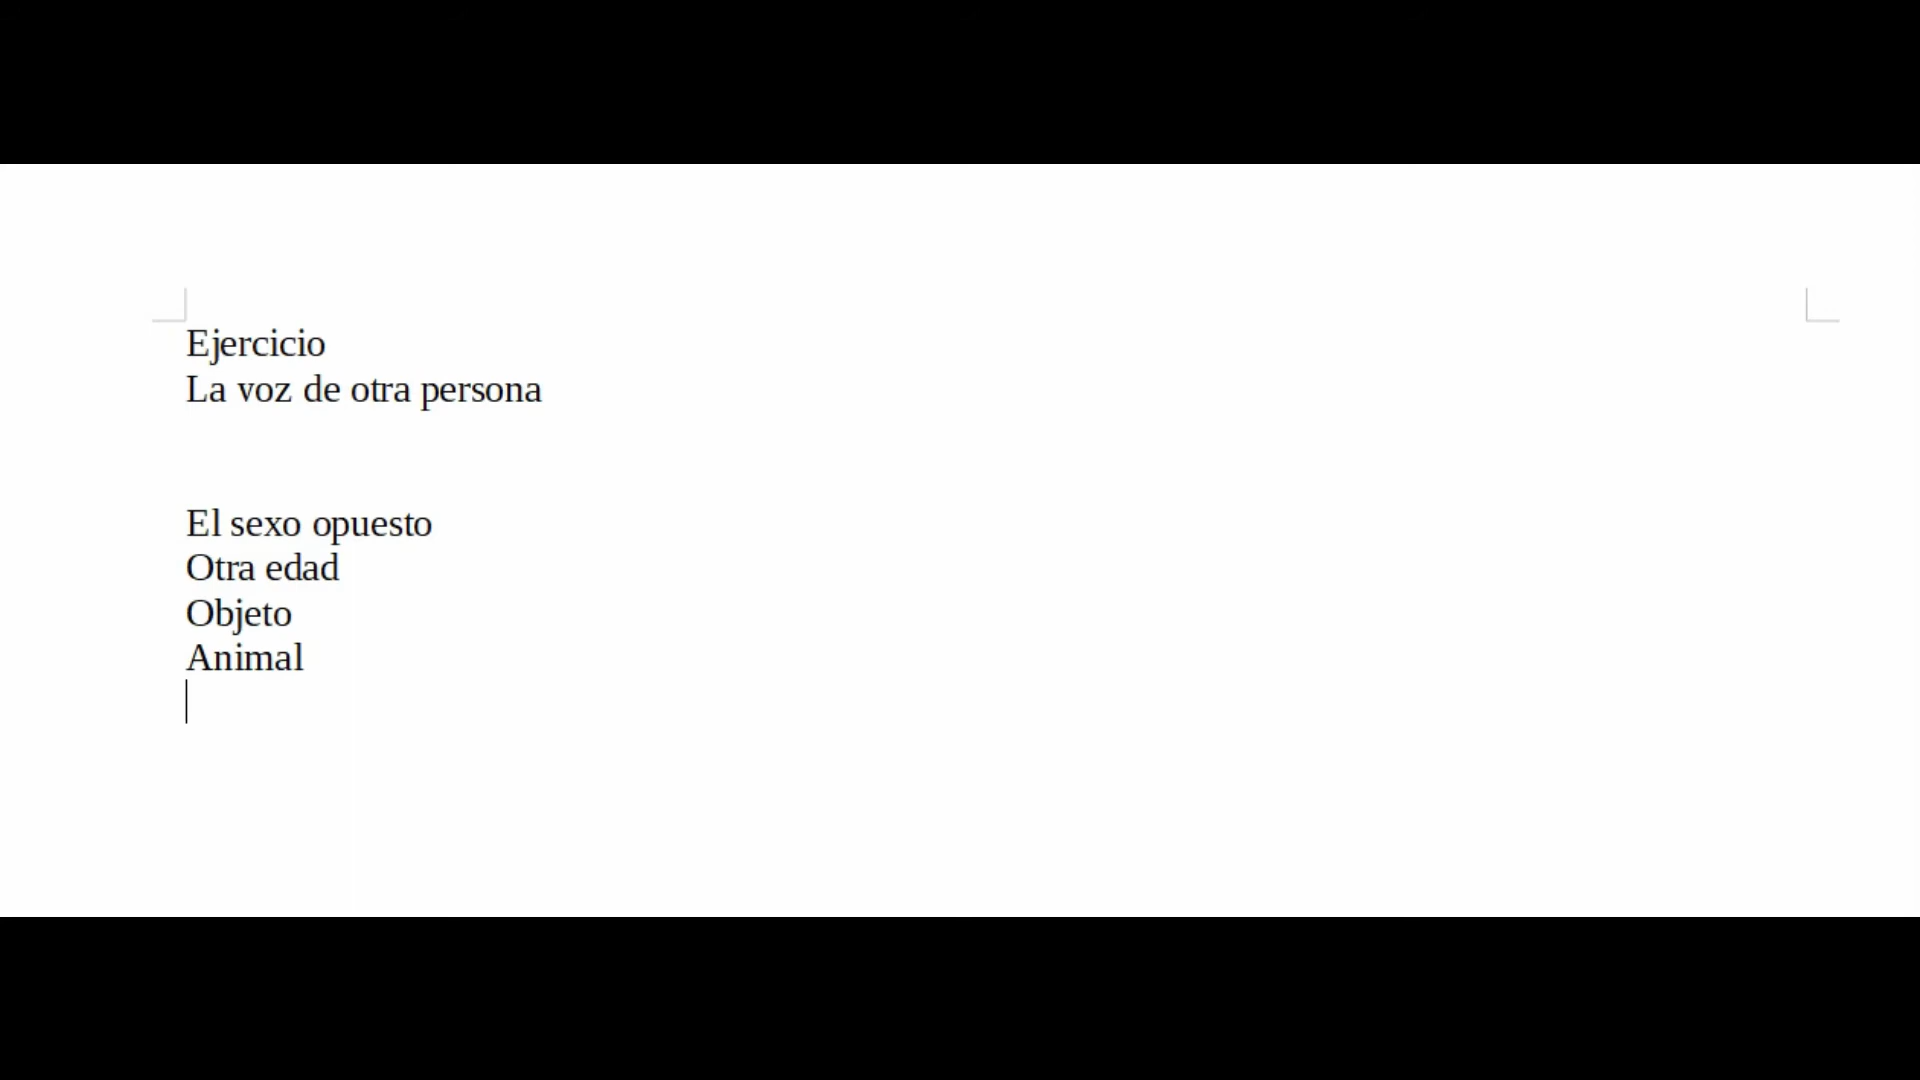 Ejercicio
La voz de otra persona
El sexo opuesto
Otra edad
Objeto
Animal